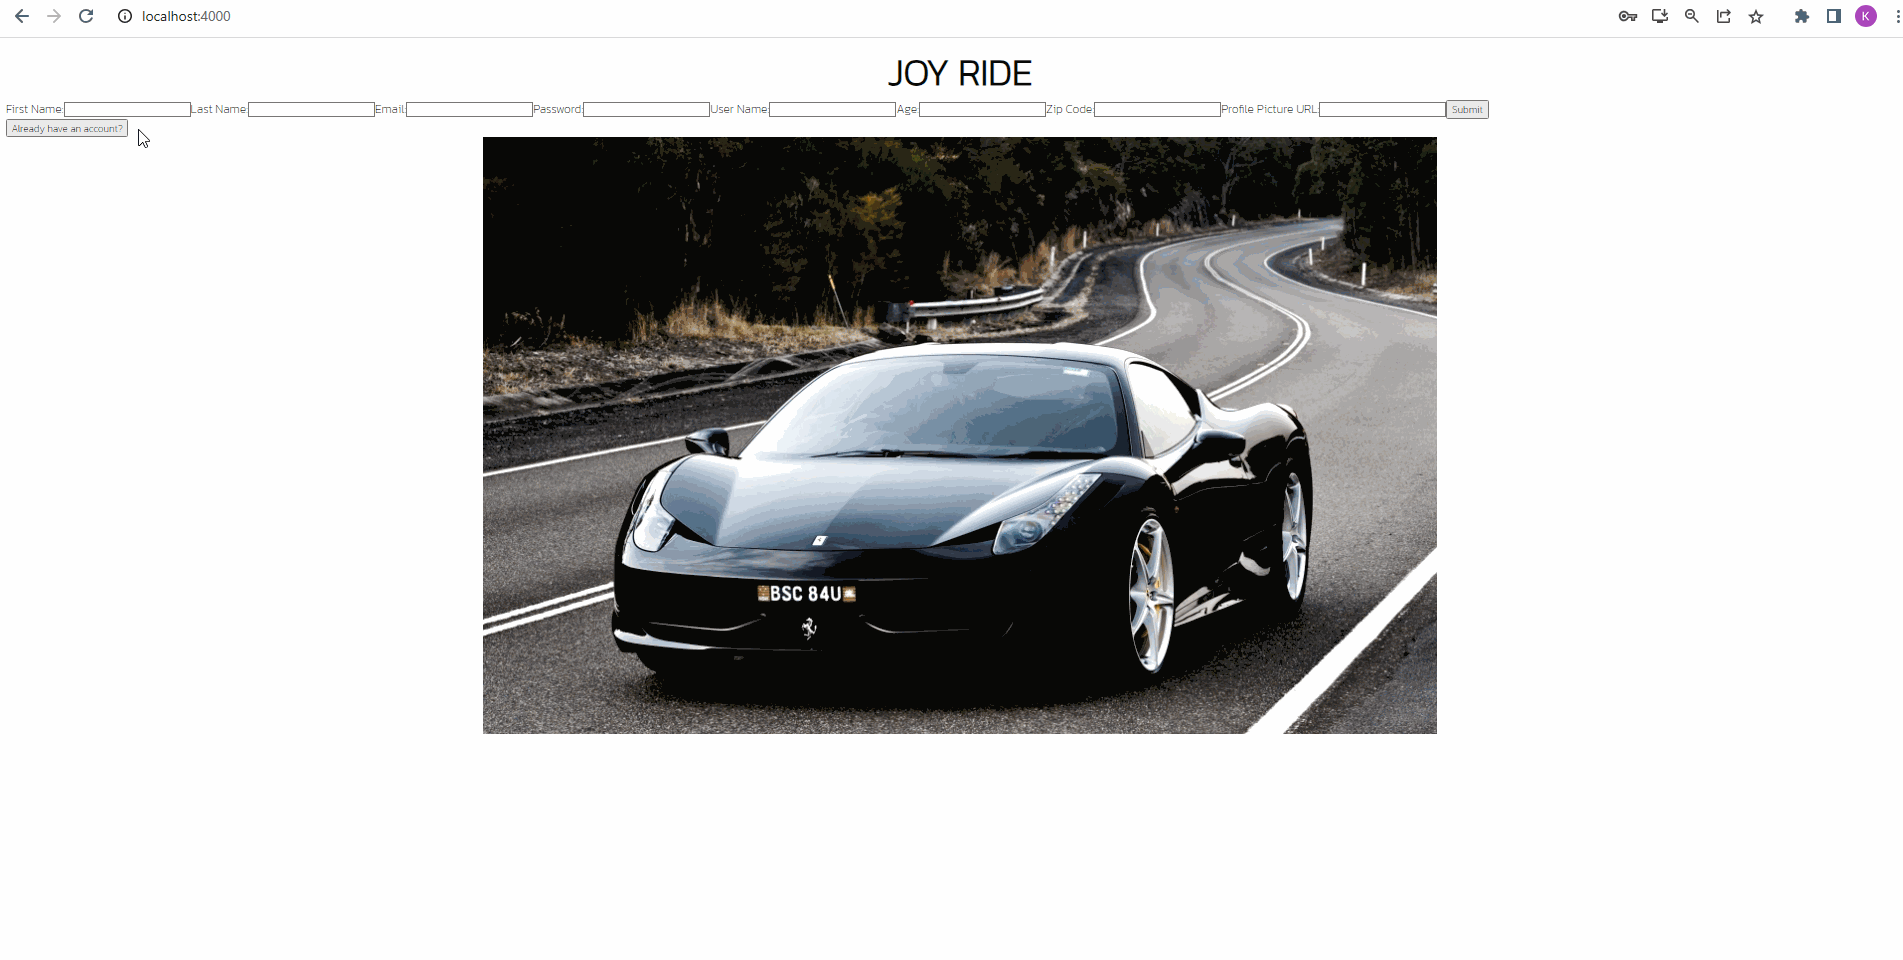 localhost:4000
K
JOY RIDE
First Name: Last Name: Email: Password: User Name: Age: Zip Code: Profile Picture URL: Submit
Already have an account?
BSC 84U